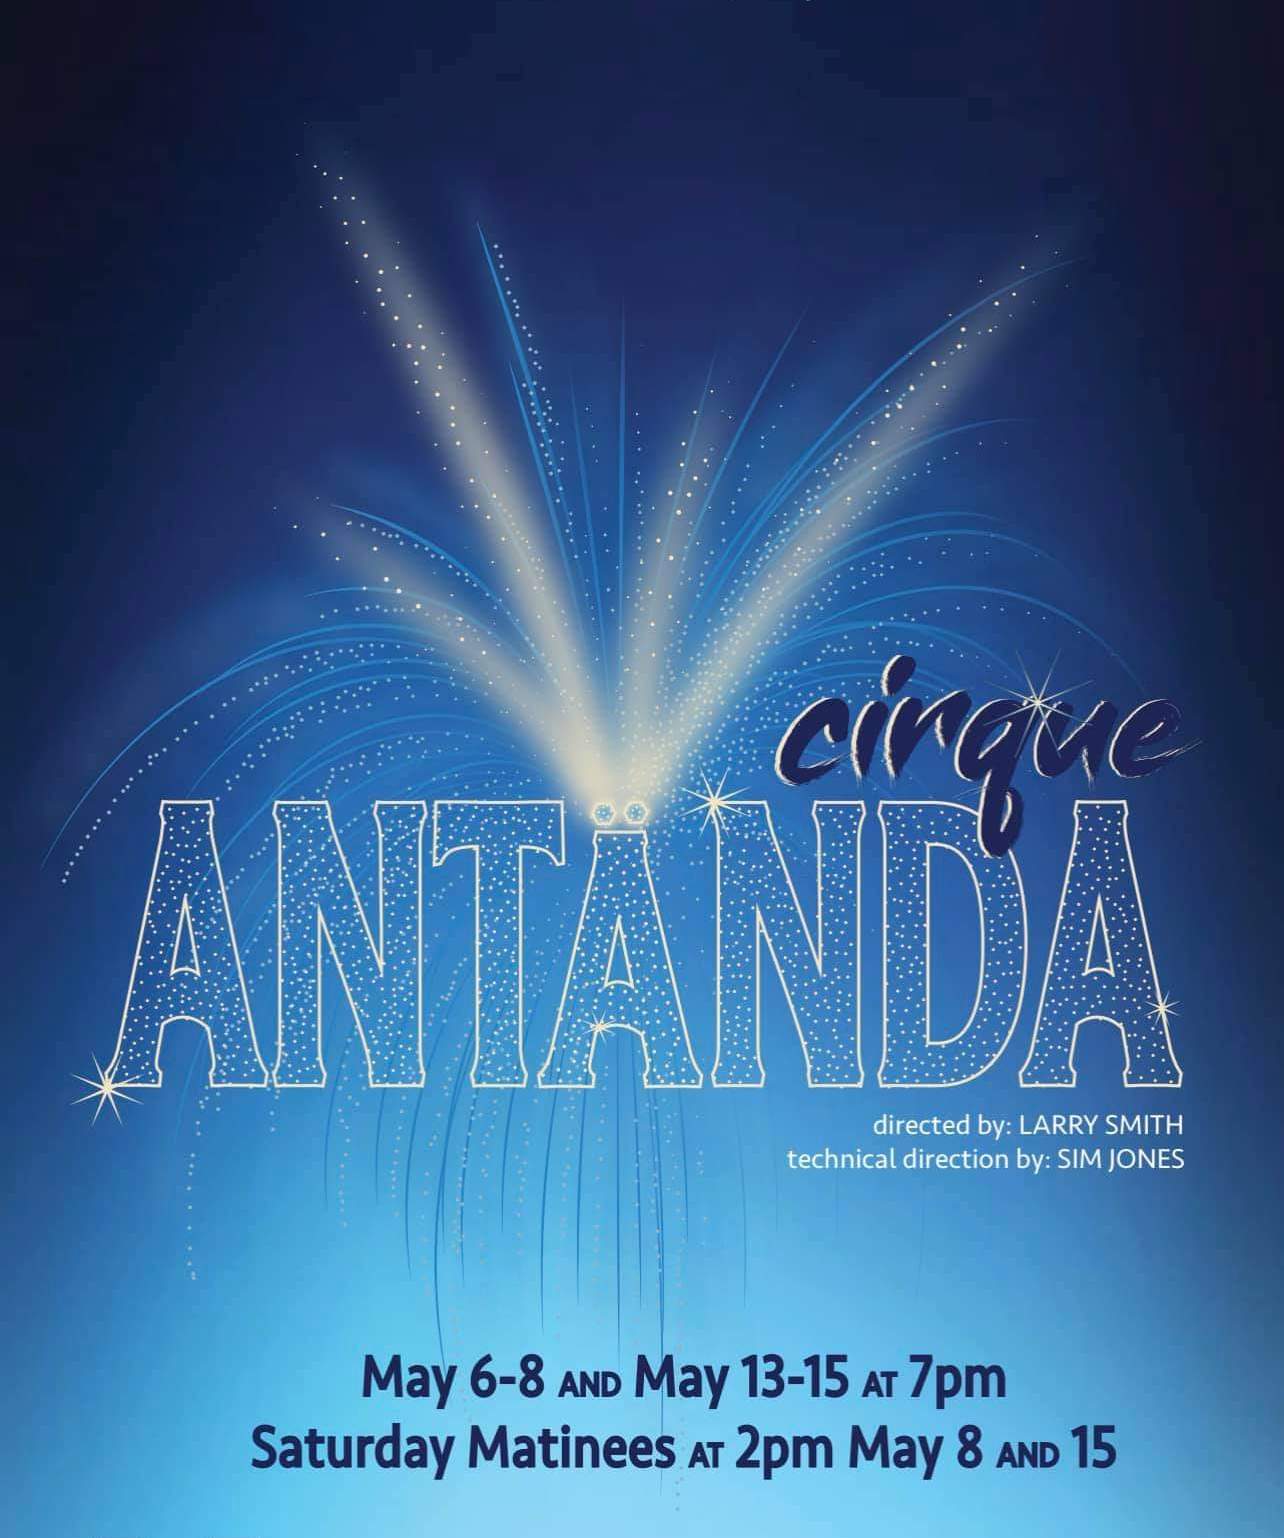 cirque
ANTÄNDA
directed by: LARRY SMITH
technical direction by: SIM JONES
May 6-8 AND May 13-15 AT 7pm
Saturday Matinees AT 2pm May 8 AND 15